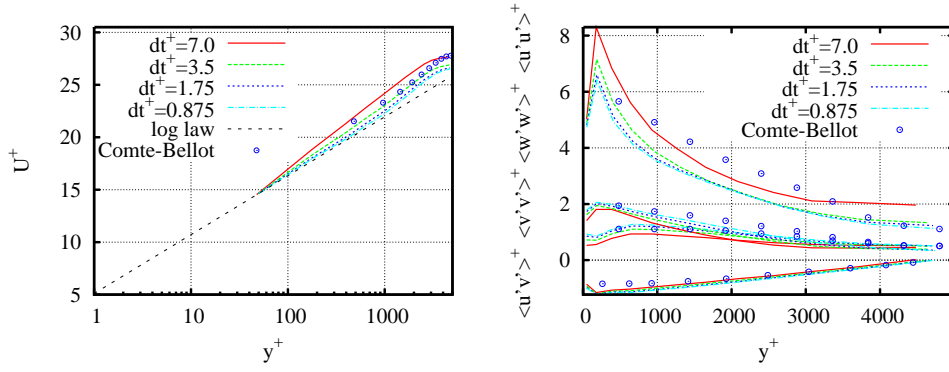 30
25
20
15
10
5
1
10
100
1000
U+
y+
dt+=7.0
dt+=3.5
dt+=1.75
dt+=0.875
log law
Comte-Bellot
8
6
4
2
0
0
1000
2000
3000
4000
<u'v'>+ <v'v'>+ <w'w'>+ <u'u'>+
y+
dt+=7.0
dt+=3.5
dt+=1.75
dt+=0.875
Comte-Bellot